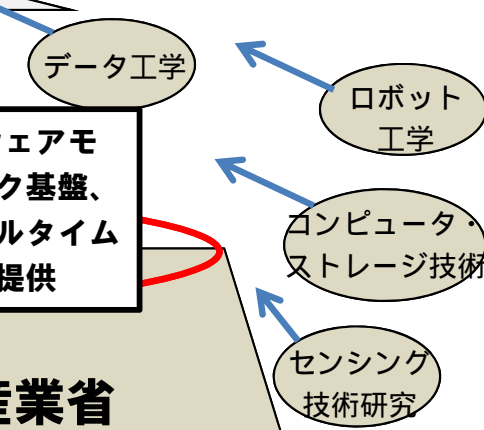 データ工学
ロボット
工学
ェアモ
ク基盤、
ルタイム
提供
コンピュータ・
ストレージ技術
センシング
技術研究
産業省